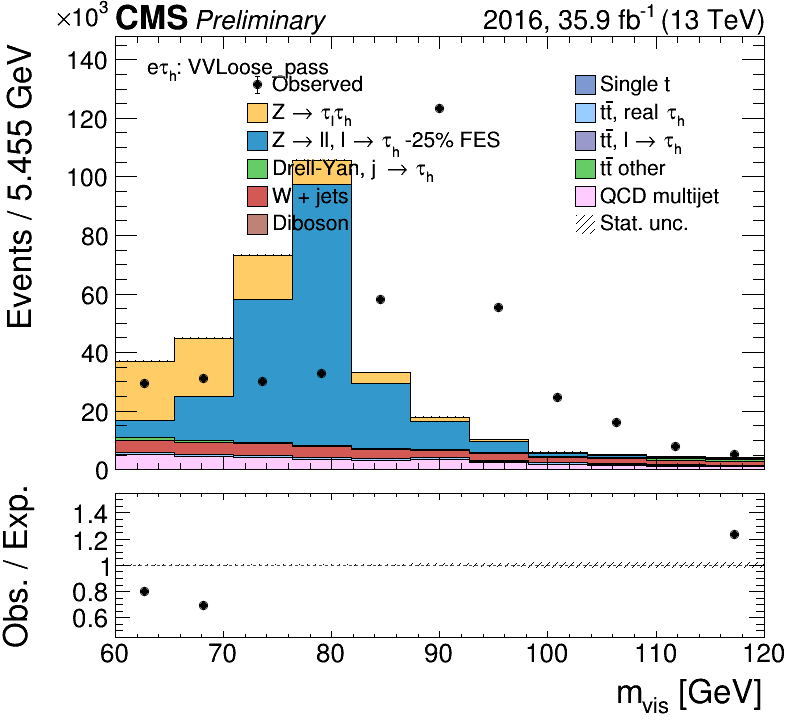 ×10³ CMS Preliminary 2016, 35.9 fb⁻¹ (13 TeV)
Events / 5.455 GeV
140
120
100
80
60
40
20
0
eτₕ: VVLoose_pass
Observed
Z → τₗτₕ
Z → ll, l → τₕ -25% FES
Drell-Yan, j → τₕ
W + jets
Diboson
Single t
tt̄, real τₕ
tt̄, l → τₕ
tt̄ other
QCD multijet
Stat. unc.
Obs. / Exp.
1.4
1.2
1
0.8
0.6
60 70 80 90 100 110 120
m_vis [GeV]